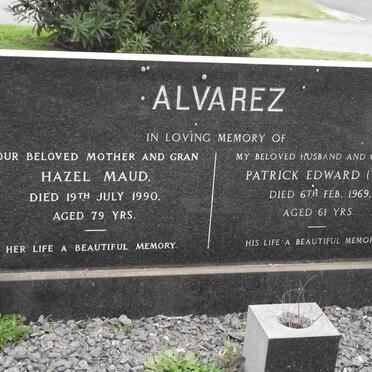 ALVAREZ
IN LOVING MEMORY OF
OUR BELOVED MOTHER AND GRAN
HAZEL MAUD,
DIED 19TH JULY 1990,
AGED 79 YRS.
HER LIFE A BEAUTIFUL MEMORY.
MY BELOVED HUSBAND AND
PATRICK EDWARD
DIED 6TH FEB. 1969,
AGED 61 YRS
HIS LIFE A BEAUTIFUL